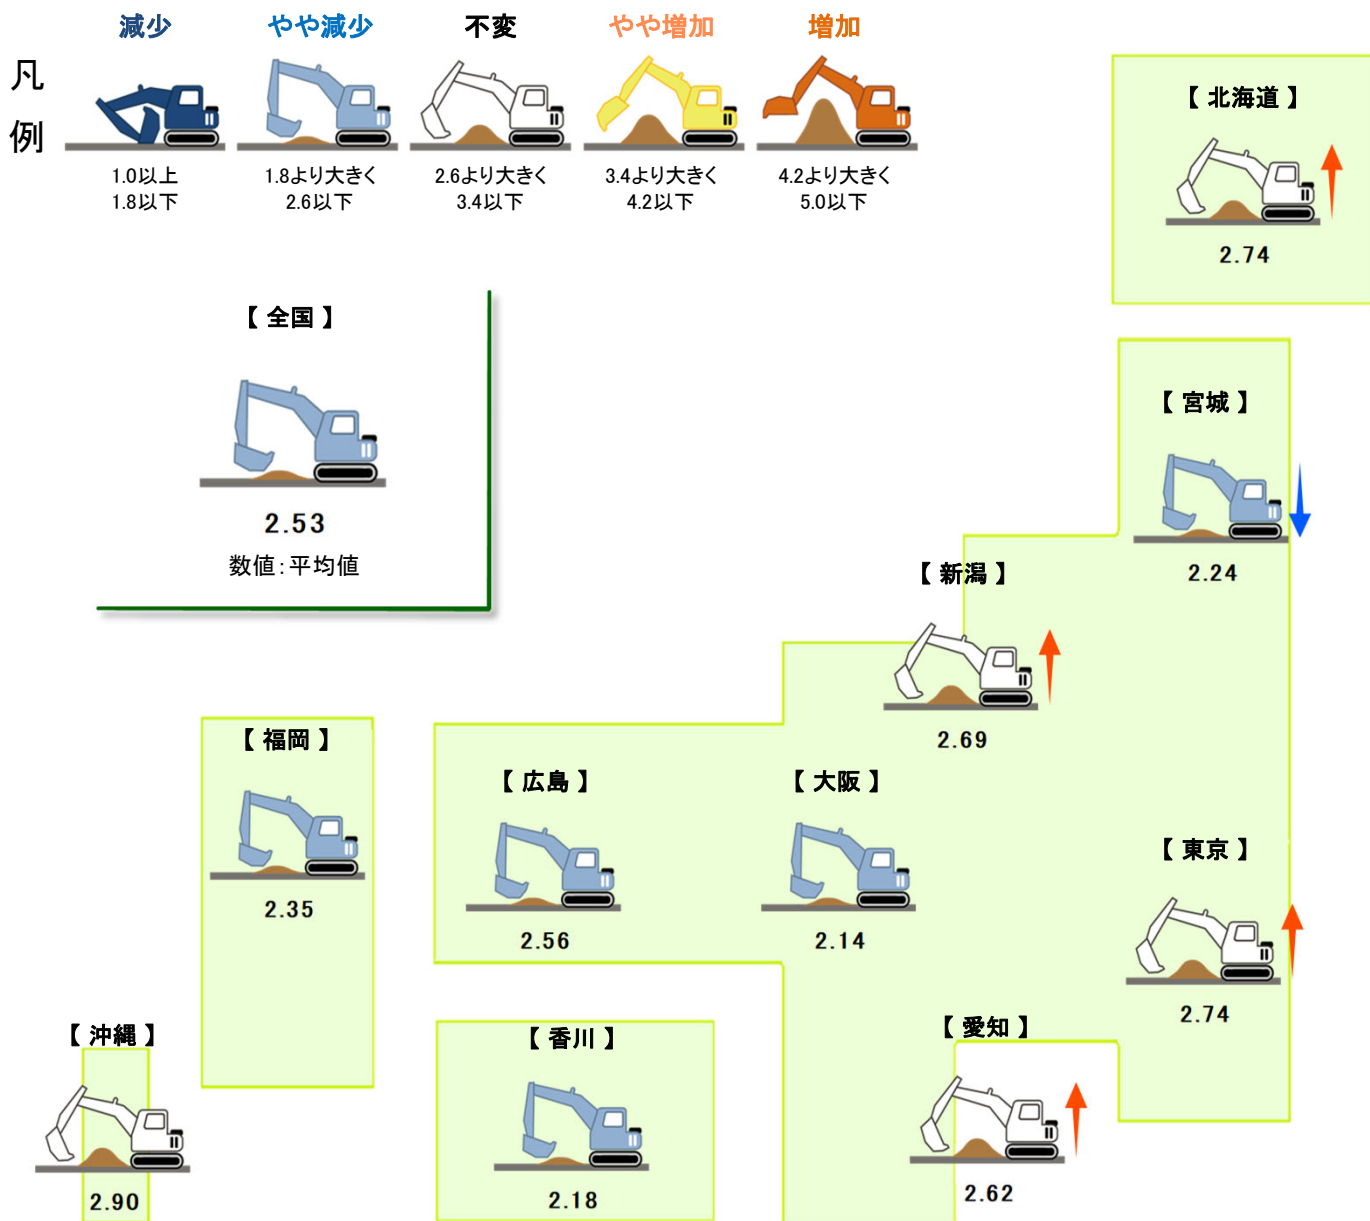 減少 やや減少 不変 やや増加 増加
凡
例
1.0以上
1.8以下
1.8より大きく
2.6以下
2.6より大きく
3.4以下
3.4より大きく
4.2以下
4.2より大きく
5.0以下
【 北海道 】
2.74
【 全国 】
2.53
数値：平均値
【 宮城 】
2.24
【 新潟 】
2.69
【 福岡 】
2.35
【 広島 】
2.56
【 大阪 】
2.14
【 東京 】
2.74
【 沖縄 】
2.90
【 香川 】
2.18
【 愛知 】
2.62